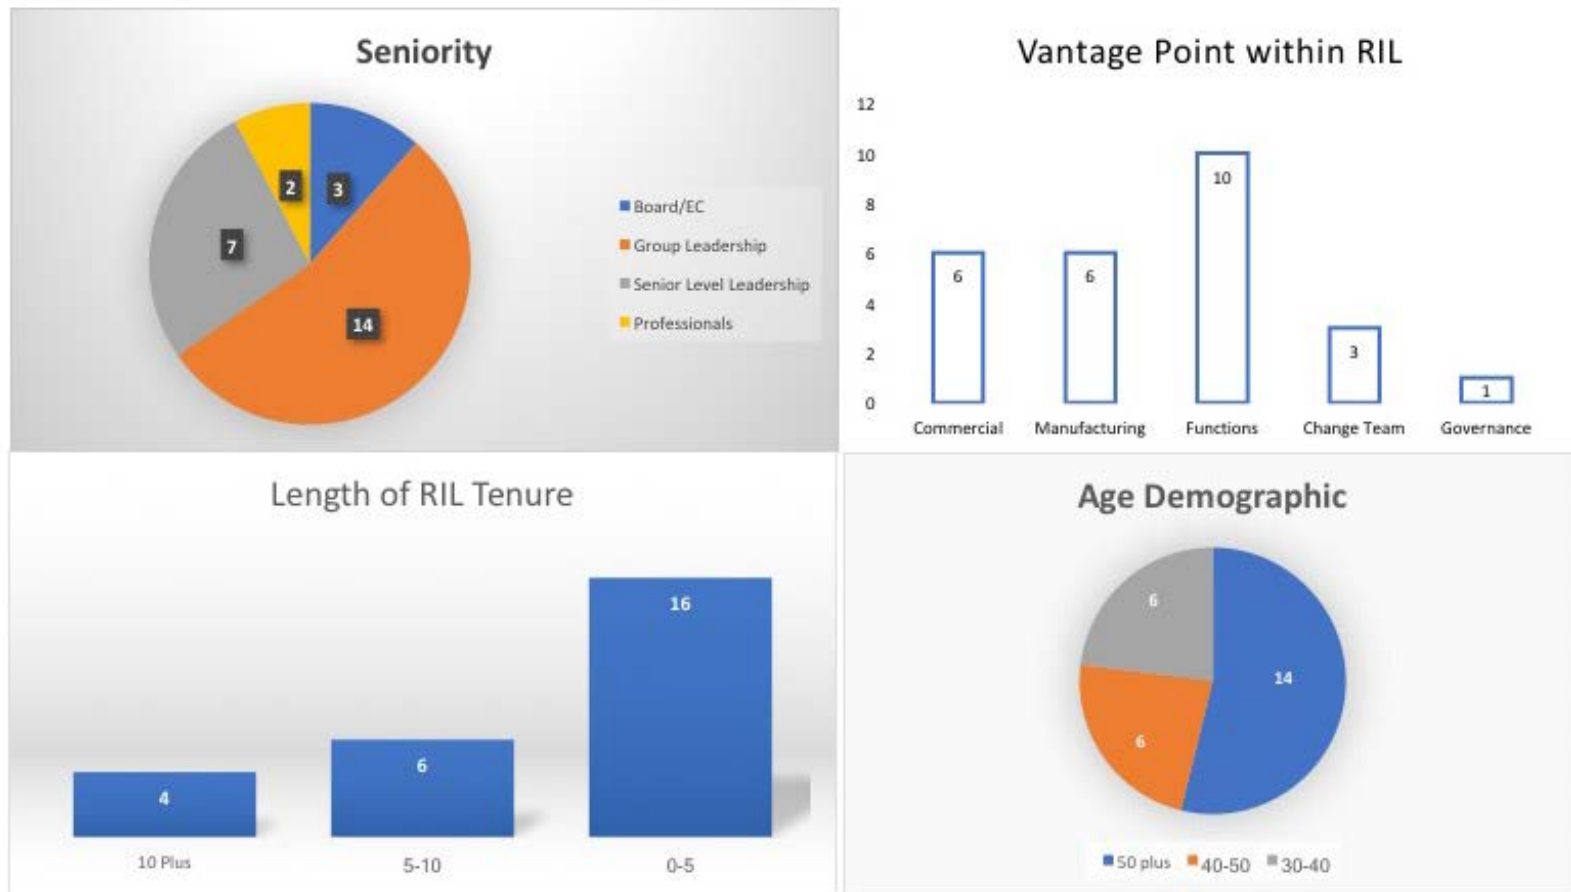 Seniority
3
14
7
2
Board/EC
Group Leadership
Senior Level Leadership
Professionals
Vantage Point within RIL
12
10
8
6
4
2
0
6
6
10
3
1
Commercial
Manufacturing
Functions
Change Team
Governance
Length of RIL Tenure
4
6
16
10 Plus
5-10
0-5
Age Demographic
14
6
6
50 plus
40-50
30-40